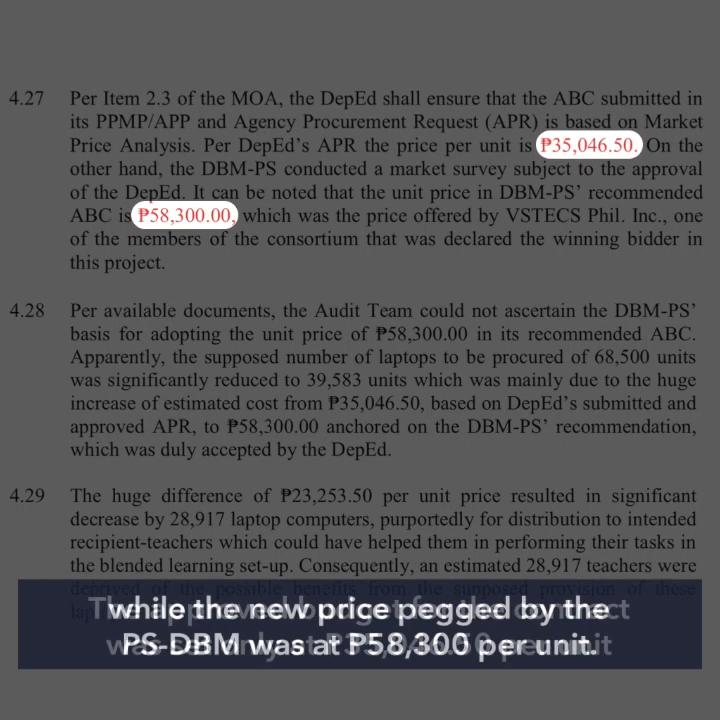 4.27 Per Item 2.3 of the MOA, the DepEd shall ensure that the ABC submitted in
its PPMP/APP and Agency Procurement Request (APR) is based on Market
Price Analysis. Per DepEd's APR the price per unit is ₱35,046.50. On the
other hand, the DBM-PS conducted a market survey subject to the approval
of the DepEd. It can be noted that the unit price in DBM-PS' recommended
ABC is ₱58,300.00, which was the price offered by VSTECS Phil. Inc., one
of the members of the consortium that was declared the winning bidder in
this project.
4.28 Per available documents, the Audit Team could not ascertain the DBM-PS'
basis for adopting the unit price of ₱58,300.00 in its recommended ABC.
Apparently, the supposed number of laptops to be procured of 68,500 units
was significantly reduced to 39,583 units which was mainly due to the huge
increase of estimated cost from ₱35,046.50, based on DepEd's submitted and
approved APR, to ₱58,300.00 anchored on the DBM-PS' recommendation,
which was duly accepted by the DepEd.
4.29 The huge difference of ₱23,253.50 per unit price resulted in significant
decrease by 28,917 laptop computers, purportedly for distribution to intended
recipient-teachers which could have helped them in performing their tasks in
the blended learning set-up. Consequently, an estimated 28,917 teachers were
deprived of the possible benefits from the supposed provision of these
while the new price pegged by the
PS-DBM was at ₱58,300 per unit.